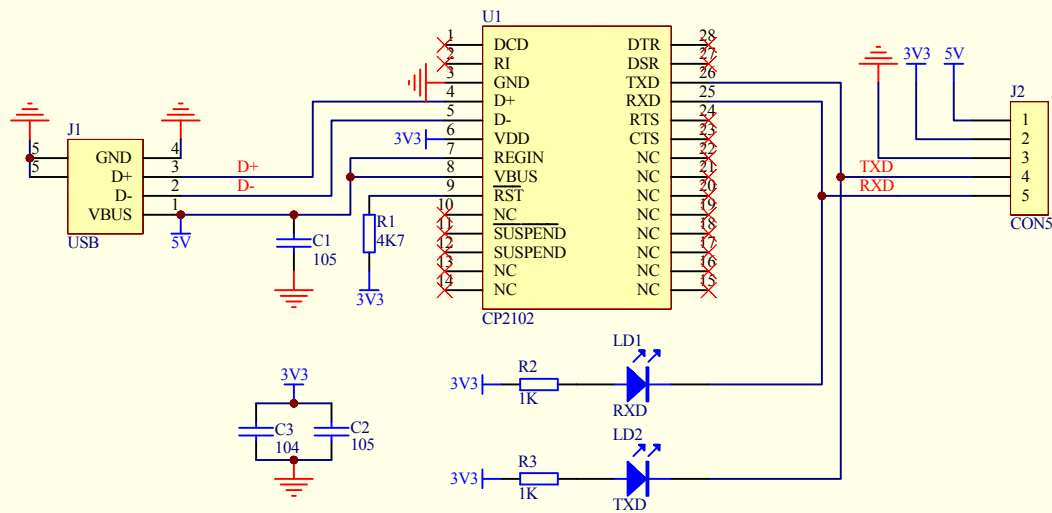 U1
1 DCD DTR 28
2 RI DSR 27
3 GND TXD 26
4 D+ RXD 25
5 D- RTS 24
3V3 6 VDD CTS 23
7 REGIN NC 22
8 VBUS NC 21
9 RST NC 20
10 NC NC 19
11 SUSPEND NC 18
12 SUSPEND NC 17
13 NC NC 16
14 NC NC 15
CP2102
J1
5 GND 4
5 D+ 3 D+
D- 2 D-
VBUS 1
USB
5V
C1
105
R1
4K7
3V3
3V3 5V
J2
1
2
3
TXD 4
RXD 5
CON5
LD1
R2
3V3
1K
RXD
LD2
R3
3V3
1K
TXD
3V3
C3
104
C2
105